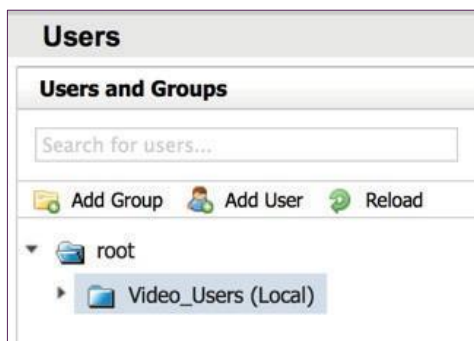 Users
Users and Groups
Search for users...
Add Group Add User Reload
root
Video_Users (Local)